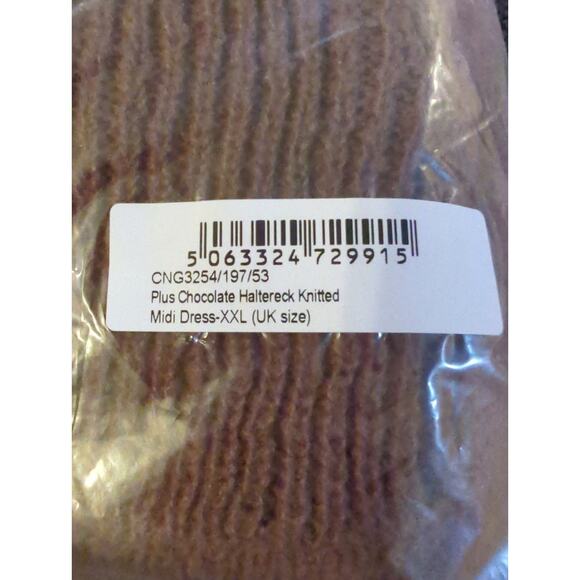 5 063324 729915
CNG3254/197/53
Plus Chocolate Haltereck Knitted
Midi Dress-XXL (UK size)